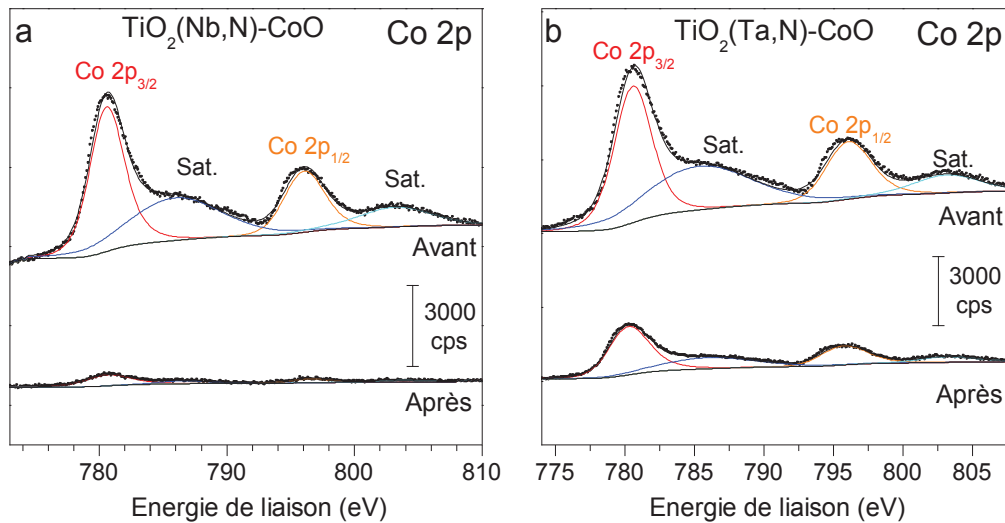 a
TiO₂(Nb,N)-CoO
Co 2p
Co 2p₃/₂
Sat.
Co 2p₁/₂
Sat.
Avant
3000
cps
Après
780 790 800 810
Energie de liaison (eV)
b
TiO₂(Ta,N)-CoO
Co 2p
Co 2p₃/₂
Sat.
Co 2p₁/₂
Sat.
Avant
3000
cps
Après
775 780 785 790 795 800 805
Energie de liaison (eV)